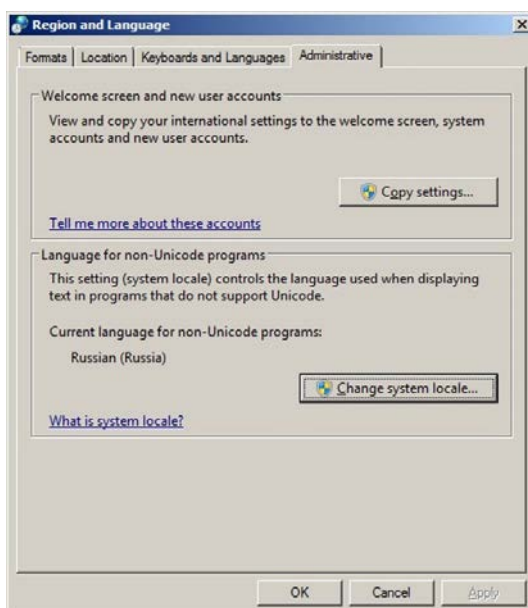 Region and Language
Formats Location Keyboards and Languages Administrative
Welcome screen and new user accounts
View and copy your international settings to the welcome screen, system
accounts and new user accounts.
Copy settings...
Tell me more about these accounts
Language for non-Unicode programs
This setting (system locale) controls the language used when displaying
text in programs that do not support Unicode.
Current language for non-Unicode programs:
Russian (Russia)
Change system locale...
What is system locale?
OK Cancel Apply